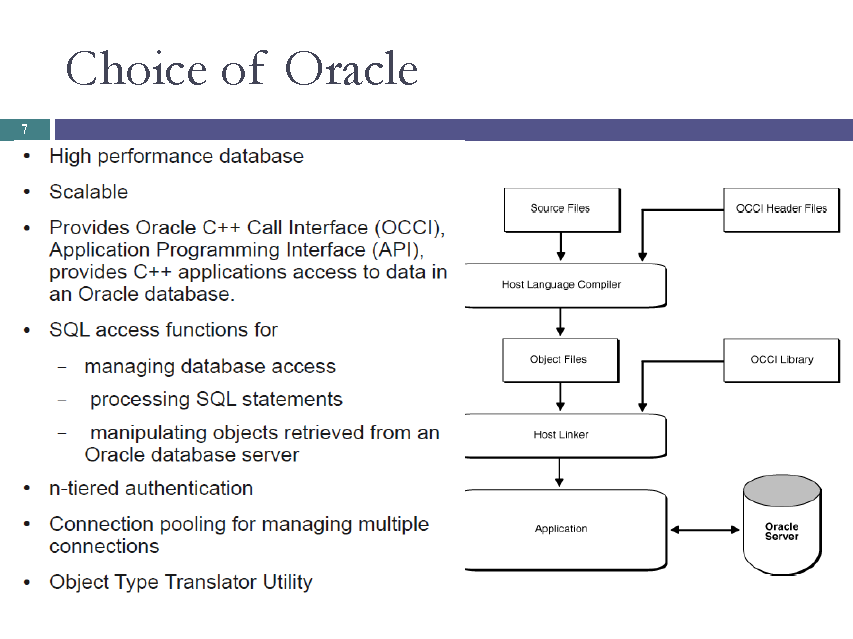 Choice of Oracle
7
• High performance database
• Scalable
• Provides Oracle C++ Call Interface (OCCI),
Application Programming Interface (API),
provides C++ applications access to data in
an Oracle database.
• SQL access functions for
– managing database access
– processing SQL statements
– manipulating objects retrieved from an
Oracle database server
• n-tiered authentication
• Connection pooling for managing multiple
connections
• Object Type Translator Utility
Source Files
OCCI Header Files
Host Language Compiler
Object Files
OCCI Library
Host Linker
Application
Oracle
Server